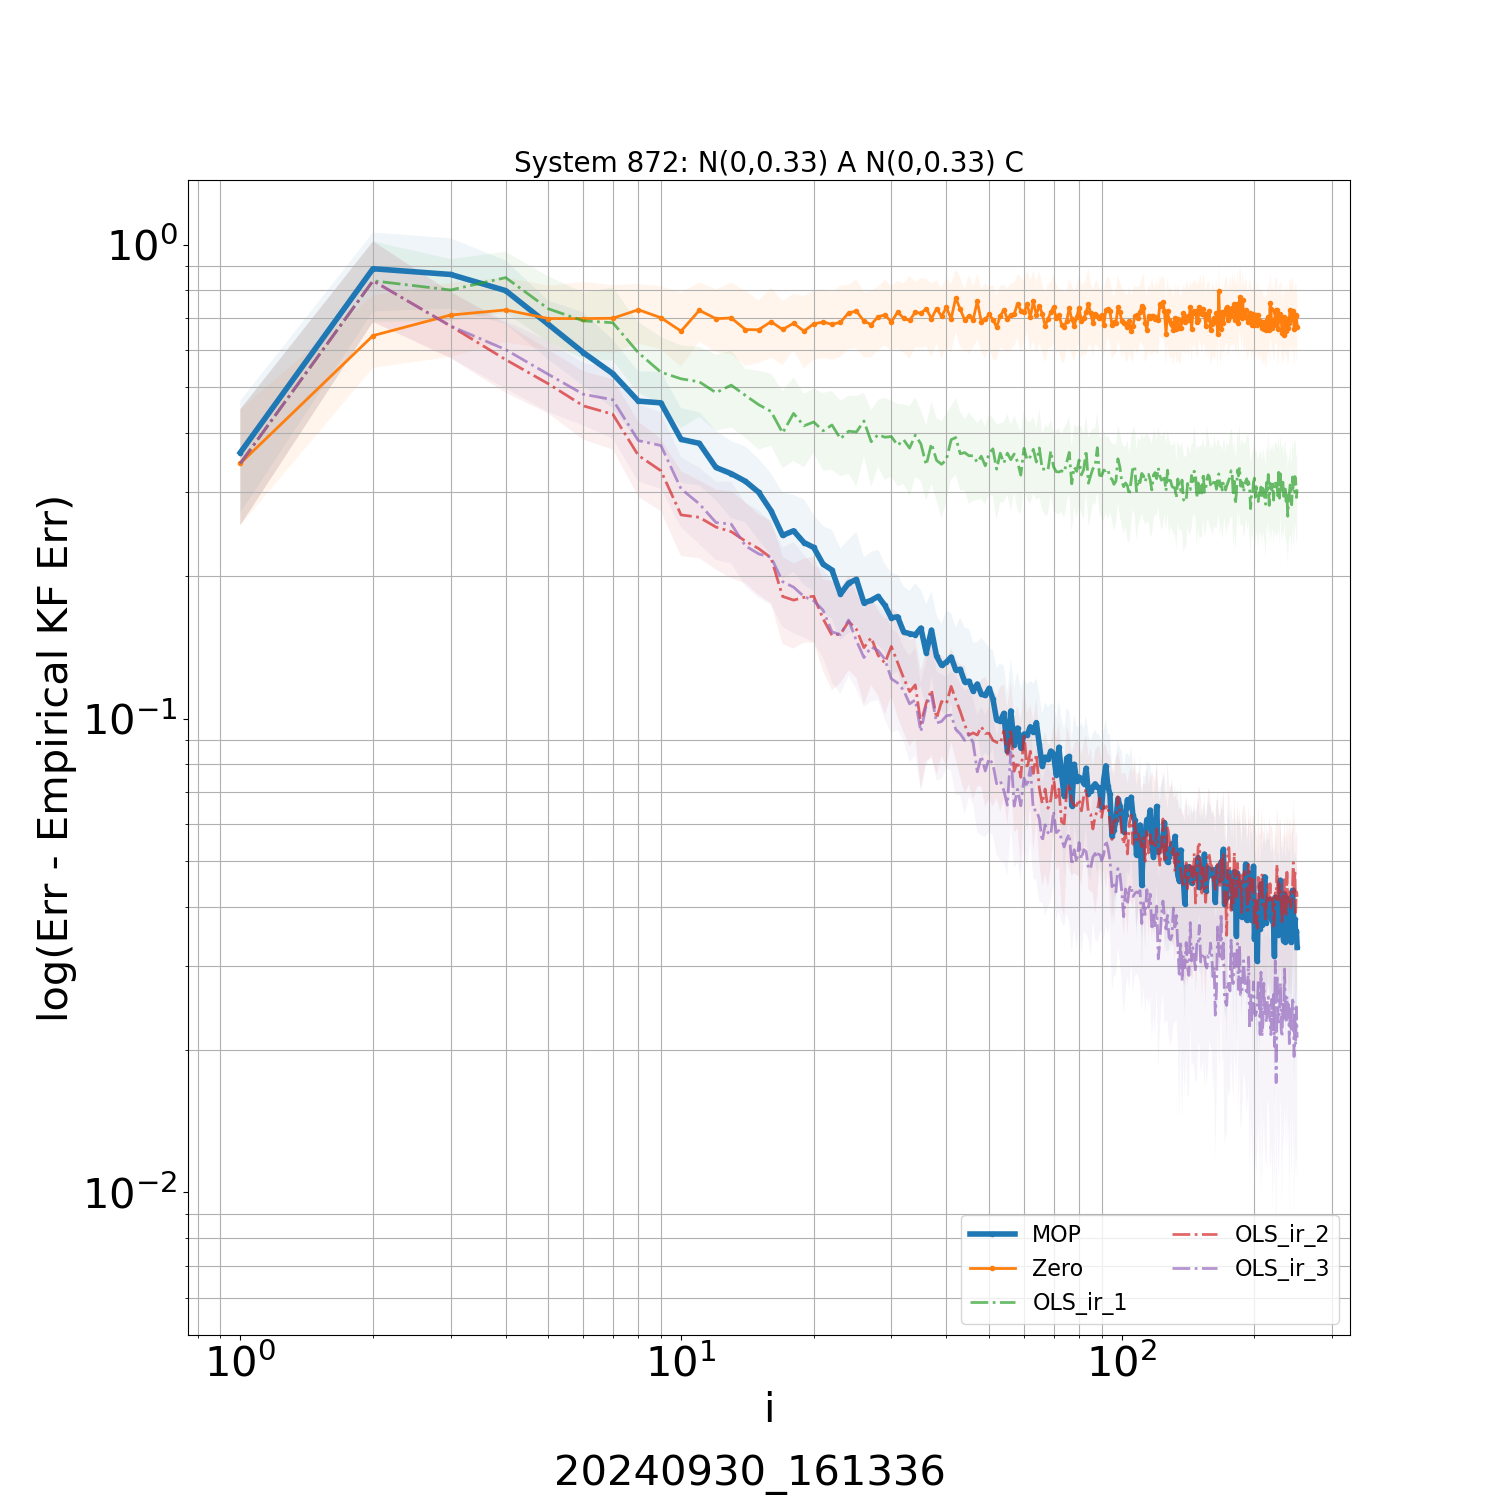 System 872: N(0,0.33) A N(0,0.33) C
log(Err - Empirical KF Err)
10⁰
10⁻¹
10⁻²
MOP
Zero
OLS_ir_1
OLS_ir_2
OLS_ir_3
10⁰ 10¹ 10²
i
20240930_161336